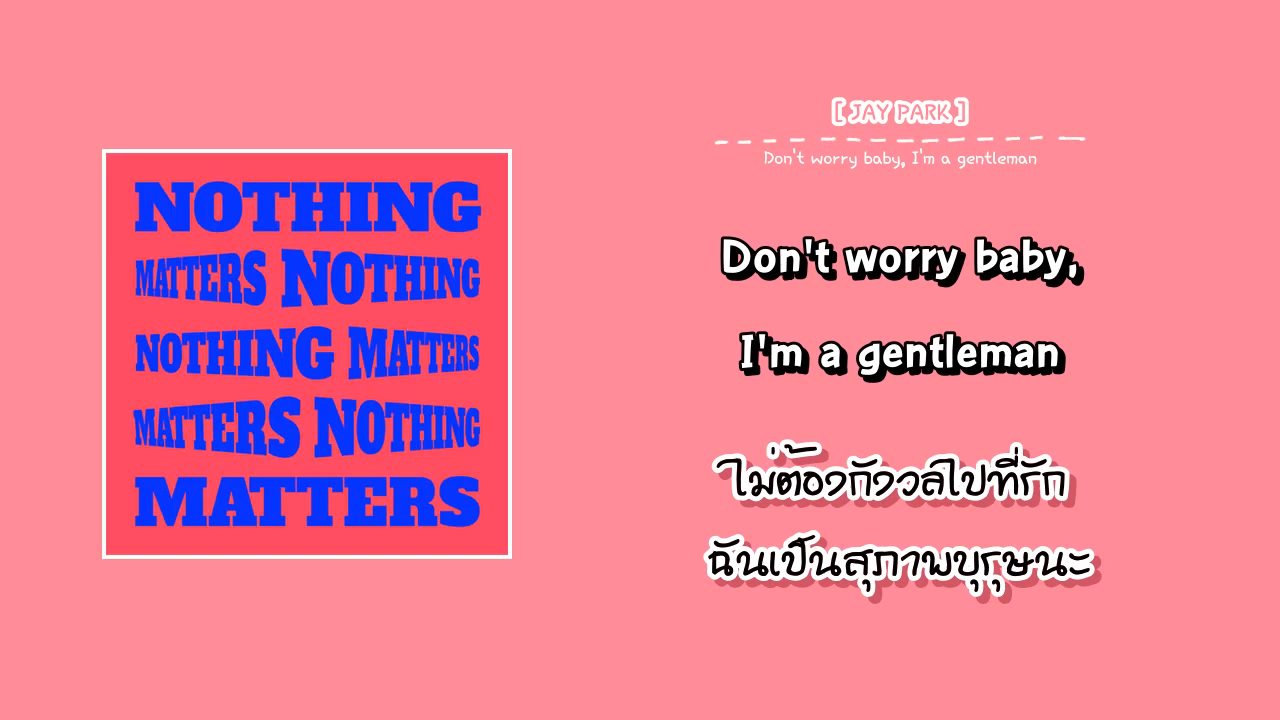 NOTHING
MATTERS NOTHING
NOTHING MATTERS
MATTERS NOTHING
MATTERS
[ JAY PARK ]
Don't worry baby, I'm a gentleman
Don't worry baby,
I'm a gentleman
ไม่ต้องกังวลไปที่รัก
ฉันเป็นสุภาพบุรุษนะ